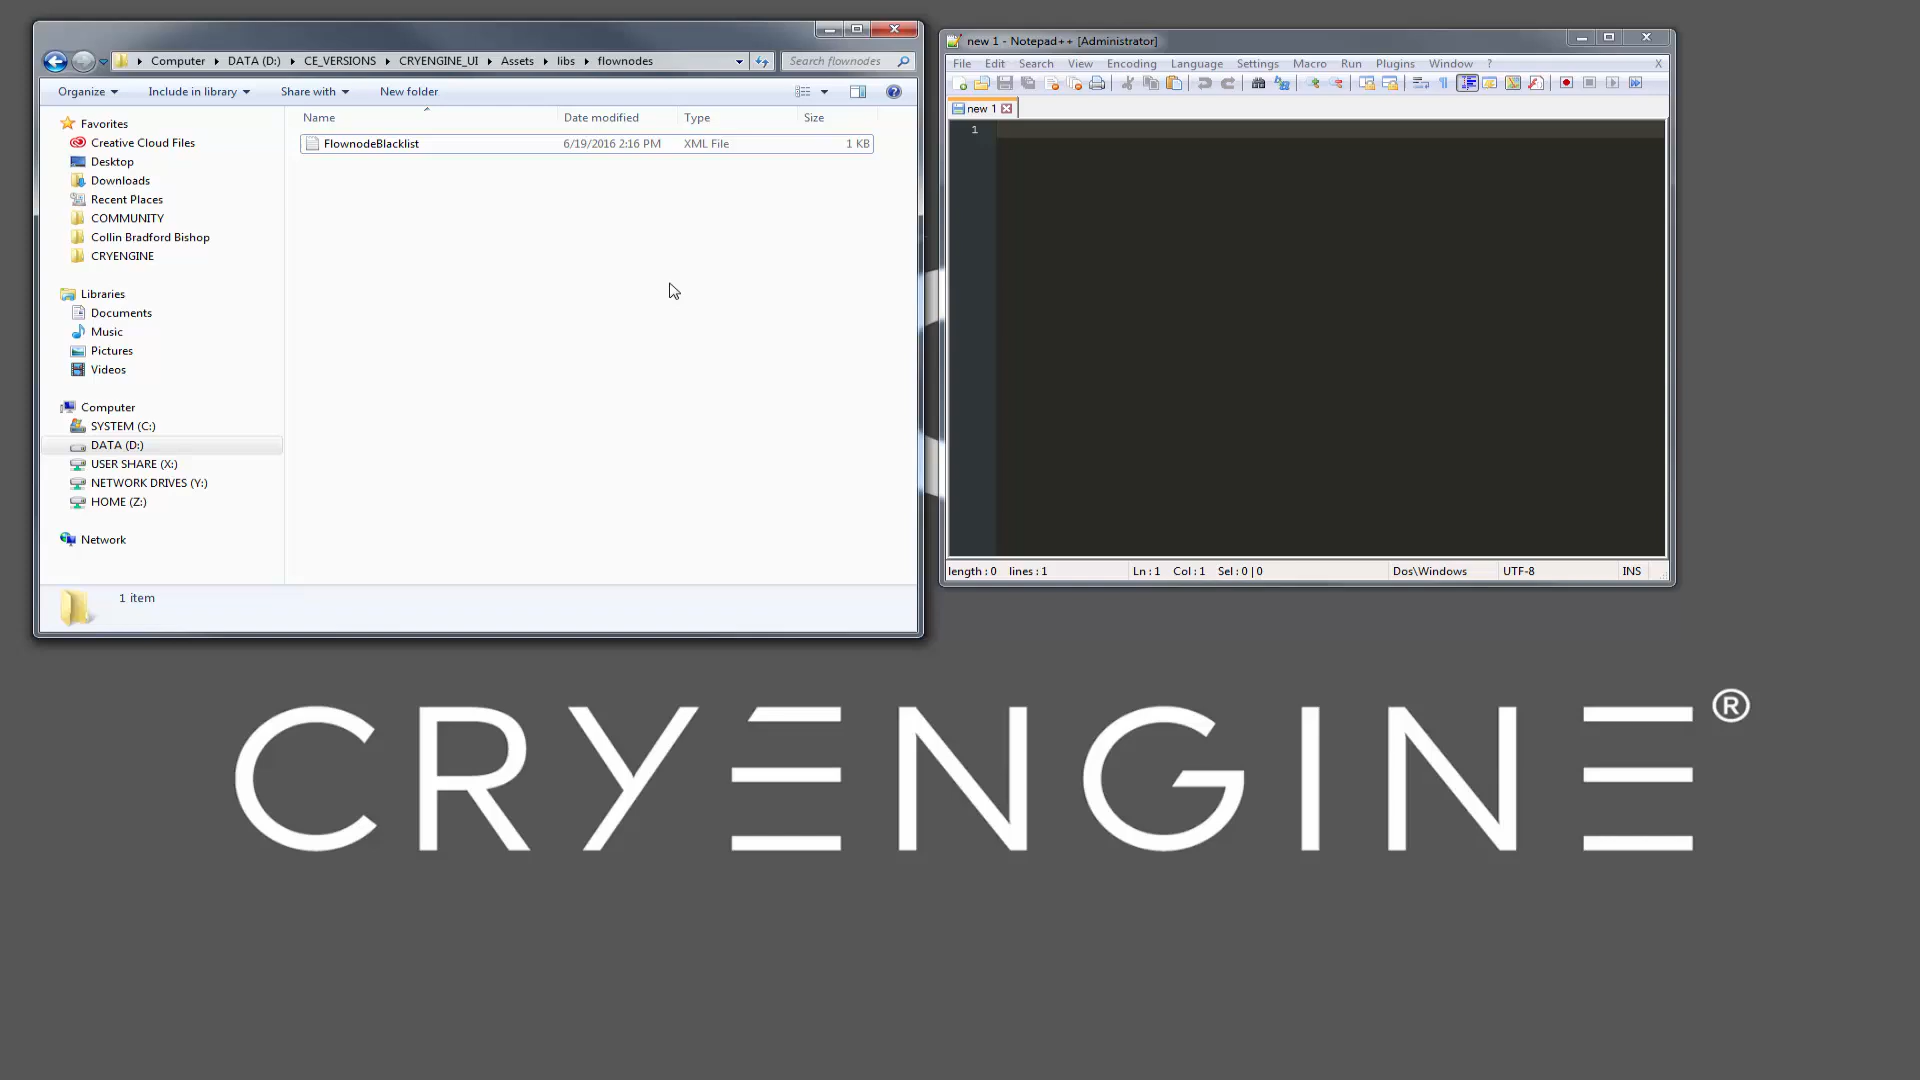 Computer DATA (D:) CE_VERSIONS CRYENGINE_UI Assets libs flownodes
Search flownodes
Organize Include in library Share with New folder
Favorites
Creative Cloud Files
Desktop
Downloads
Recent Places
COMMUNITY
Collin Bradford Bishop
CRYENGINE
Libraries
Documents
Music
Pictures
Videos
Computer
SYSTEM (C:)
DATA (D:)
USER SHARE (X:)
NETWORK DRIVES (Y:)
HOME (Z:)
Network
Name Date modified Type Size
FlownodeBlacklist 6/19/2016 2:16 PM XML File 1 KB
1 item
new 1 - Notepad++ [Administrator]
File Edit Search View Encoding Language Settings Macro Run Plugins Window ? X
new 1
1
length : 0 lines : 1 Ln : 1 Col : 1 Sel : 0 | 0 Dos\Windows UTF-8 INS
CRYENGINE®